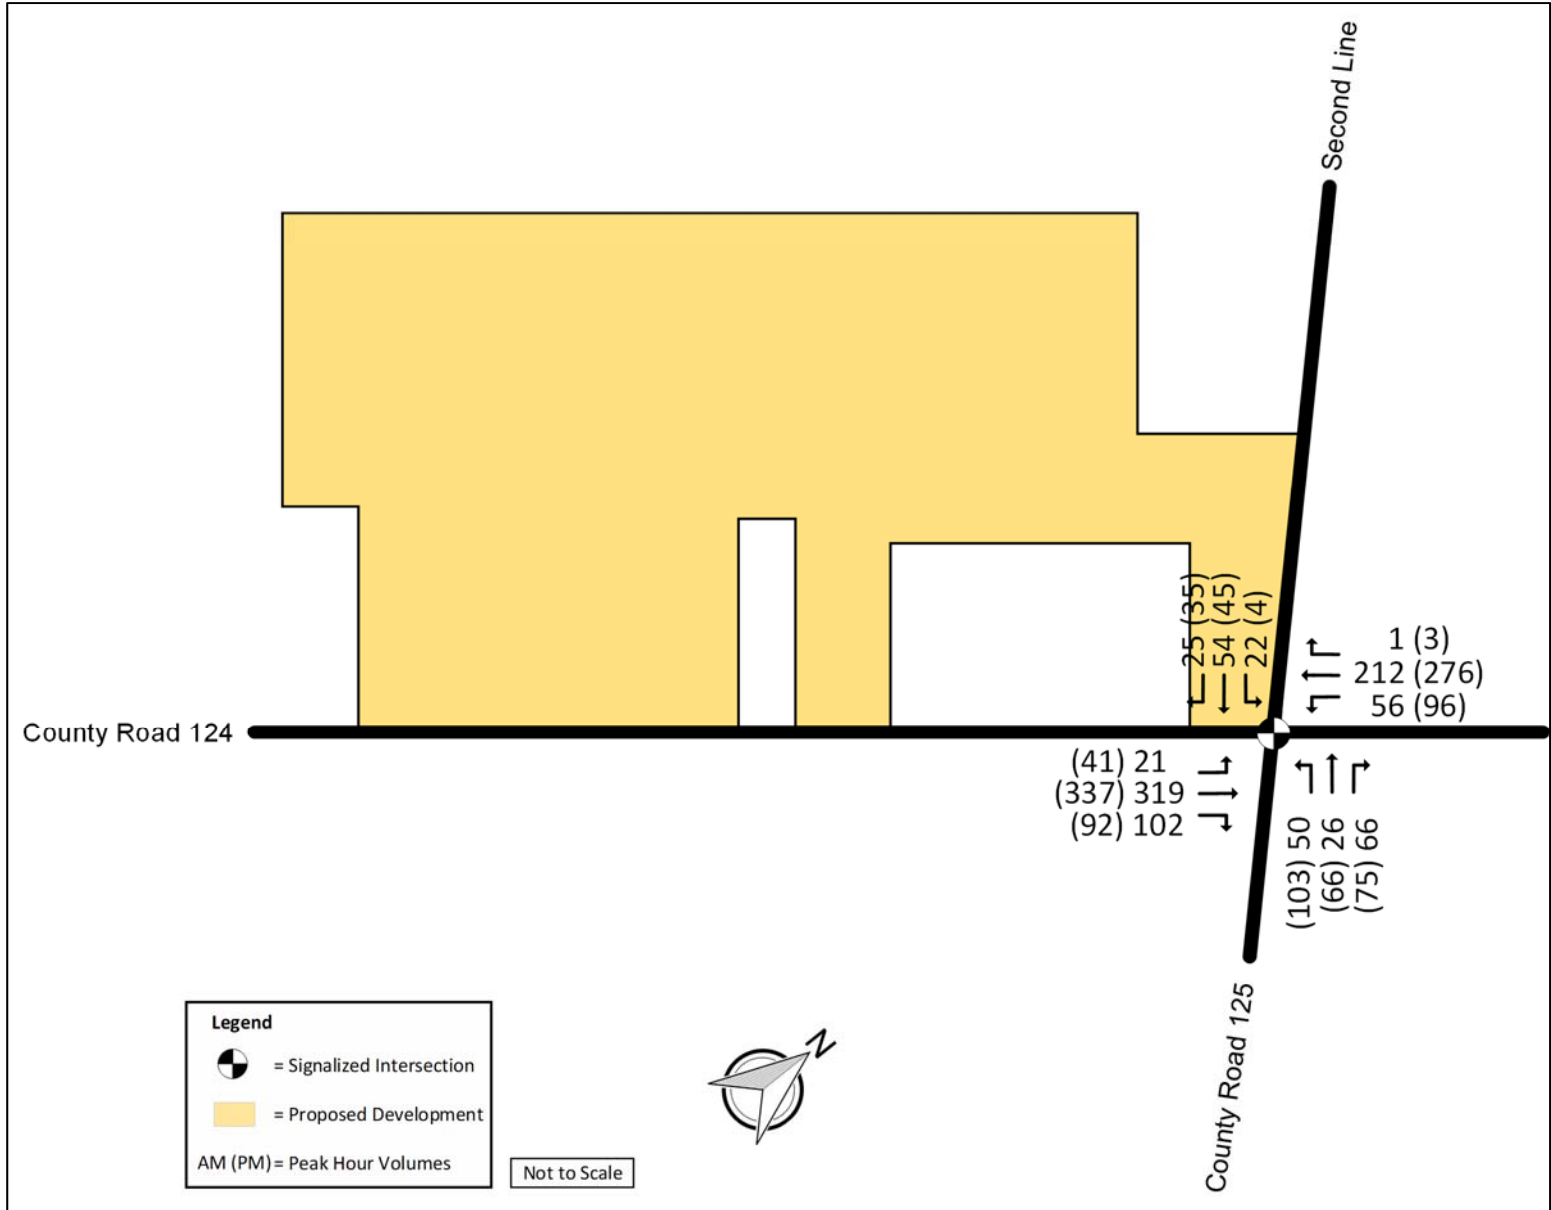 Second Line
25 (35)
54 (45)
22 (4)
1 (3)
212 (276)
56 (96)
County Road 124
(41) 21
(337) 319
(92) 102
(103) 50
(66) 26
(75) 66
County Road 125
Legend
= Signalized Intersection
= Proposed Development
AM (PM) = Peak Hour Volumes
Not to Scale
N